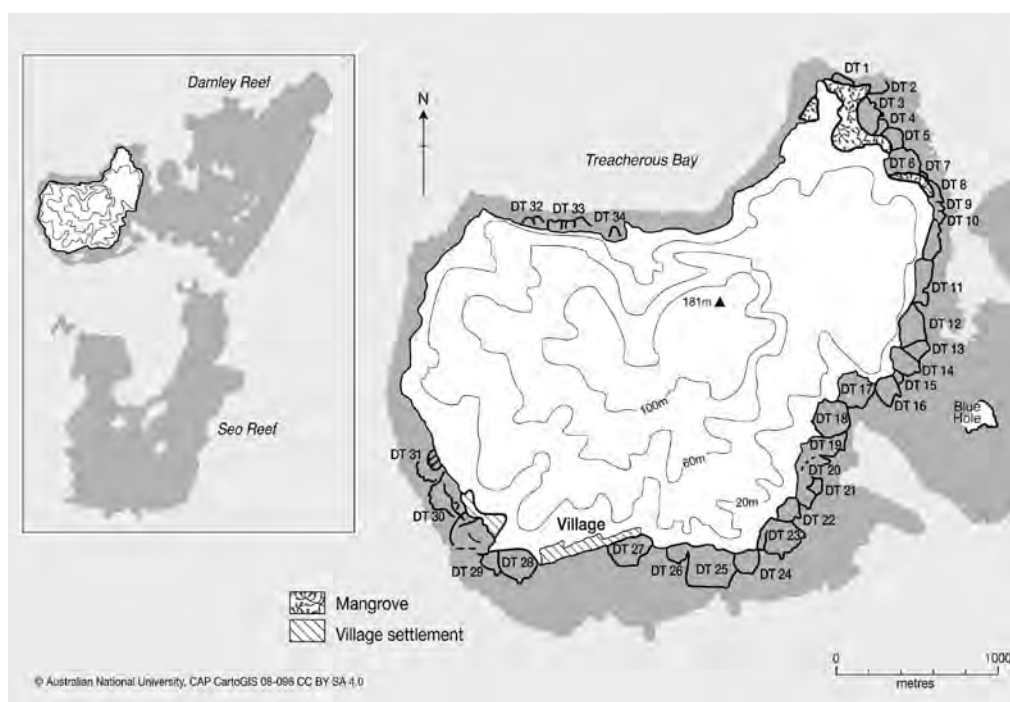 Darnley Reef
Seo Reef
N
Treacherous Bay
DT 1
DT 2
DT 3
DT 4
DT 5
DT 6
DT 7
DT 8
DT 9
DT 10
DT 11
DT 12
DT 13
DT 14
DT 15
DT 16
DT 17
DT 18
DT 19
DT 20
DT 21
DT 22
DT 23
DT 24
DT 25
DT 26
DT 27
DT 28
DT 29
DT 30
DT 31
DT 32
DT 33
DT 34
181m
100m
60m
20m
Blue
Hole
Village
Mangrove
Village settlement
0
1000
metres
© Australian National University, CAP CartoGIS 08-096 CC BY SA 4.0